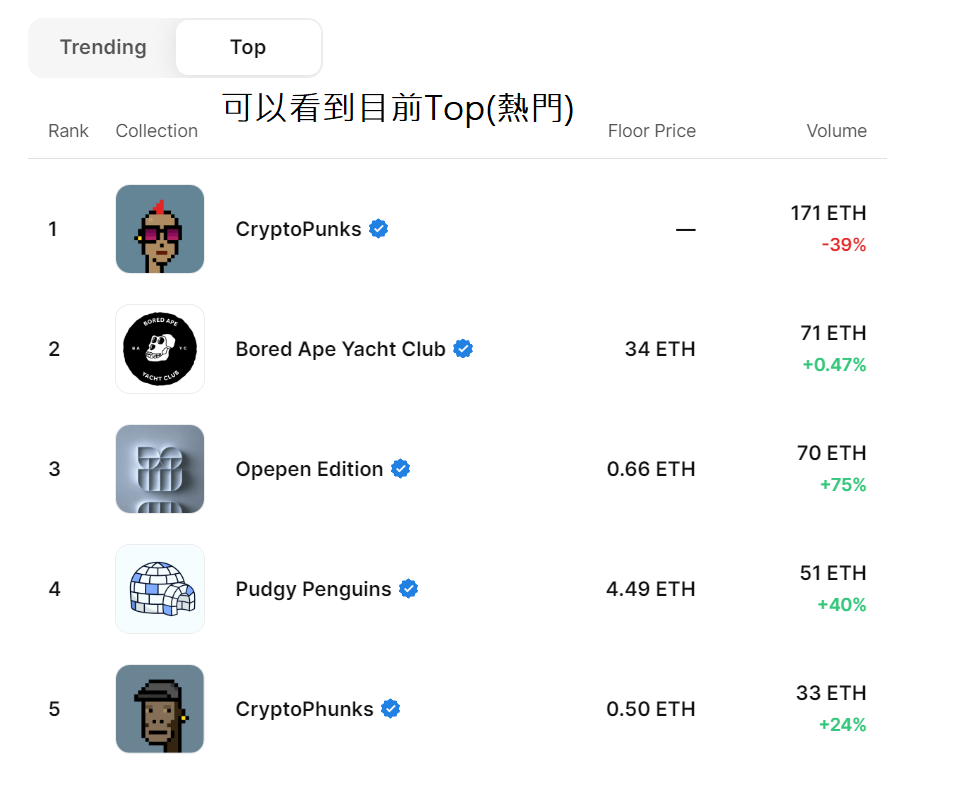 Trending Top
可以看到目前Top(熱門)
Rank Collection Floor Price Volume
1 CryptoPunks — 171 ETH
-39%
BORED APE
BA YC
YACHT CLUB
2 Bored Ape Yacht Club 34 ETH 71 ETH
+0.47%
3 Opepen Edition 0.66 ETH 70 ETH
+75%
4 Pudgy Penguins 4.49 ETH 51 ETH
+40%
5 CryptoPhunks 0.50 ETH 33 ETH
+24%